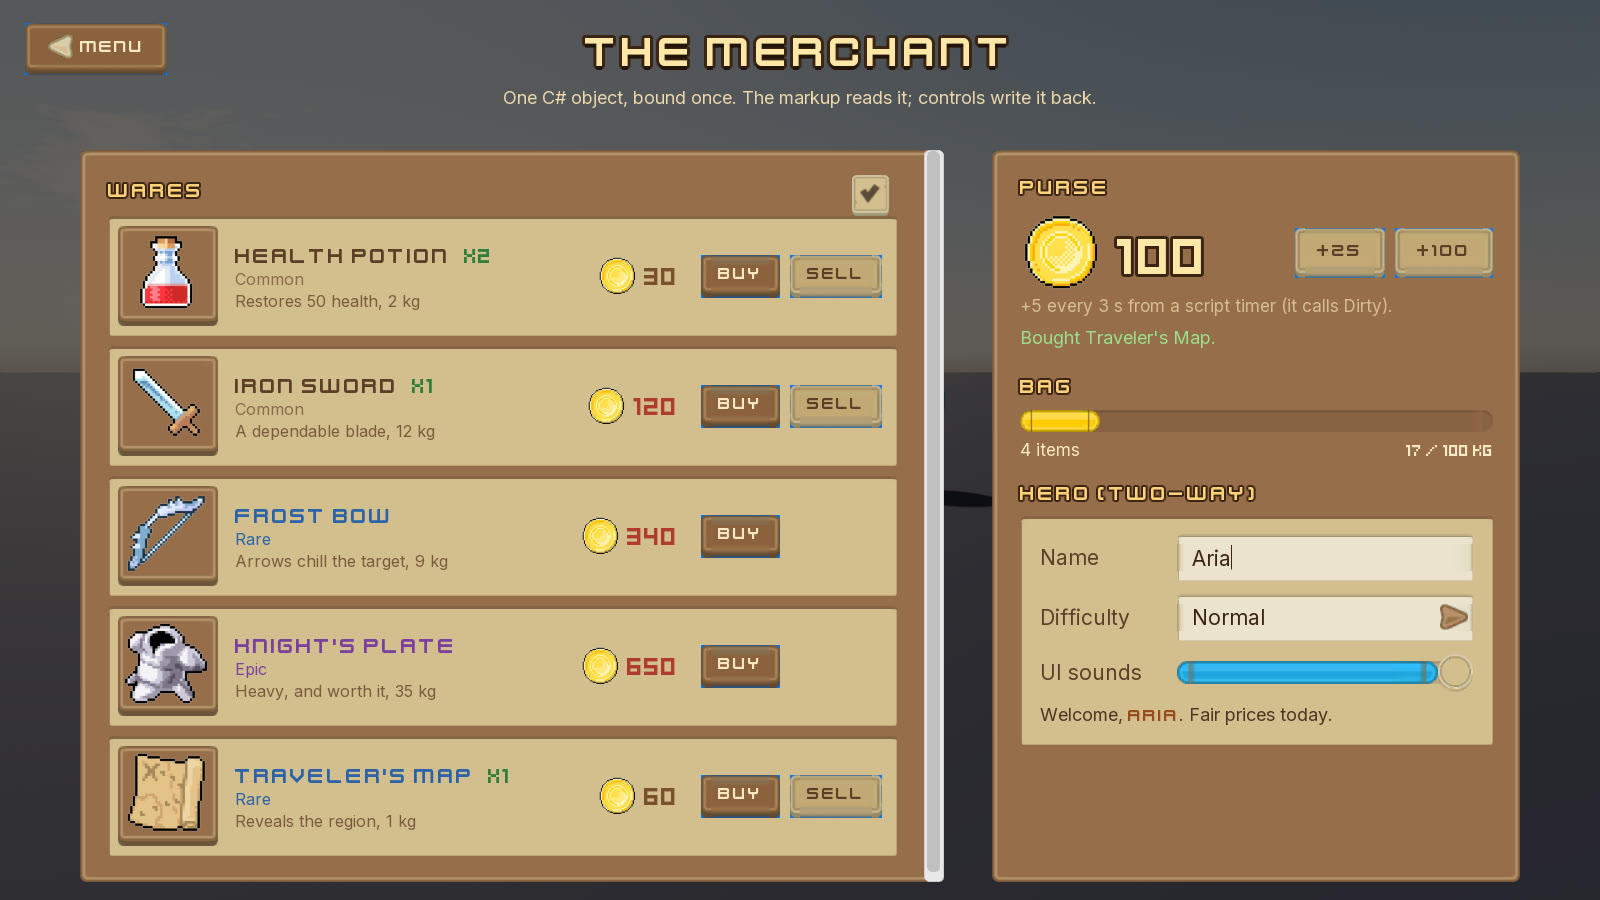 MENU
THE MERCHANT
One C# object, bound once. The markup reads it; controls write it back.
WARES
HEALTH POTION X2
Common
Restores 50 health, 2 kg
30
BUY
SELL
IRON SWORD X1
Common
A dependable blade, 12 kg
120
BUY
SELL
FROST BOW
Rare
Arrows chill the target, 9 kg
340
BUY
KNIGHT'S PLATE
Epic
Heavy, and worth it, 35 kg
650
BUY
TRAVELER'S MAP X1
Rare
Reveals the region, 1 kg
60
BUY
SELL
PURSE
100
+25
+100
+5 every 3 s from a script timer (it calls Dirty).
Bought Traveler's Map.
BAG
4 items
17 / 100 KG
HERO (TWO-WAY)
Name
Aria
Difficulty
Normal
UI sounds
Welcome, ARIA. Fair prices today.